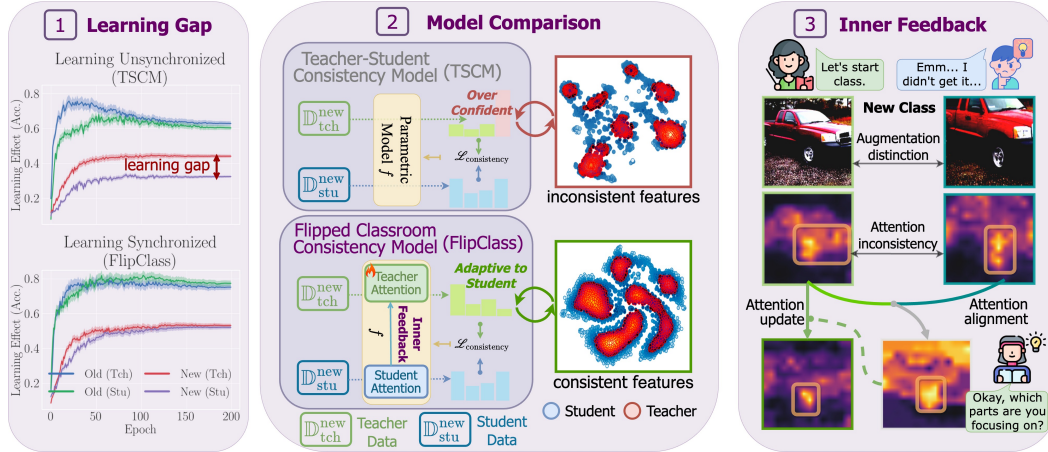 1 Learning Gap
Learning Unsynchronized
(TSCM)
Learning Effect (Acc.)
0.8
0.6
0.4
0.2
learning gap
Learning Synchronized
(FlipClass)
Learning Effect (Acc.)
0.8
0.6
0.4
0.2
Old (Tch)
New (Tch)
Old (Stu)
New (Stu)
0
50
100
150
200
Epoch
2 Model Comparison
Teacher-Student
Consistency Model (TSCM)
𝔻 new tch
𝔻 new stu
Parametric
Model f
Over
Confident
ℒconsistency
inconsistent features
Flipped Classroom
Consistency Model (FlipClass)
𝔻 new tch
𝔻 new stu
Teacher
Attention
Inner
Feedback
f
Student
Attention
Adaptive to
Student
ℒconsistency
consistent features
𝔻 new tch
Teacher
Data
𝔻 new stu
Student
Data
Student
Teacher
3 Inner Feedback
Let's start
class.
Emm... I
didn't get it...
New Class
Augmentation
distinction
Attention
inconsistency
Attention
update
Attention
alignment
Okay, which
parts are you
focusing on?